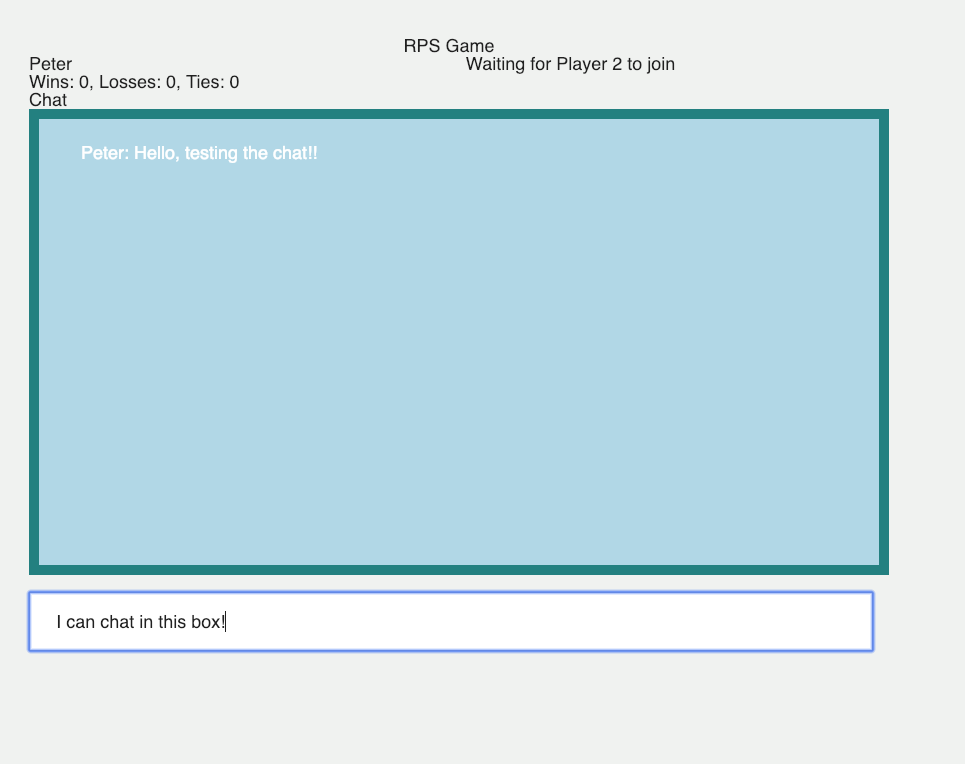 RPS Game
Peter
Waiting for Player 2 to join
Wins: 0, Losses: 0, Ties: 0
Chat
Peter: Hello, testing the chat!!
I can chat in this box!